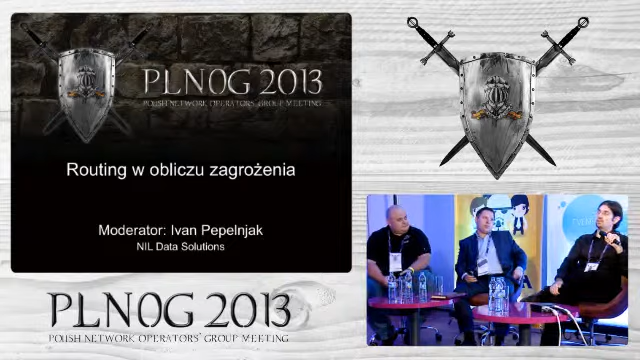 PLNOG 2013
POLISH NETWORK OPERATORS' GROUP MEETING
Routing w obliczu zagrożenia
Moderator: Ivan Pepelnjak
NIL Data Solutions
PLNOG 2013
POLISH NETWORK OPERATORS' GROUP MEETING